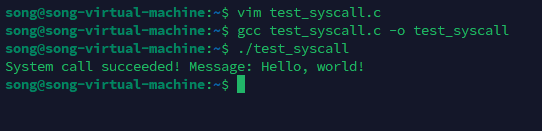 song@song-virtual-machine:~$ vim test_syscall.c
song@song-virtual-machine:~$ gcc test_syscall.c -o test_syscall
song@song-virtual-machine:~$ ./test_syscall
System call succeeded! Message: Hello, world!
song@song-virtual-machine:~$